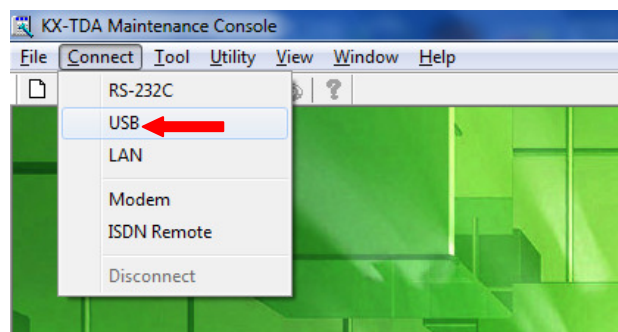 KX-TDA Maintenance Console
File Connect Tool Utility View Window Help
?
RS-232C
USB
LAN
Modem
ISDN Remote
Disconnect